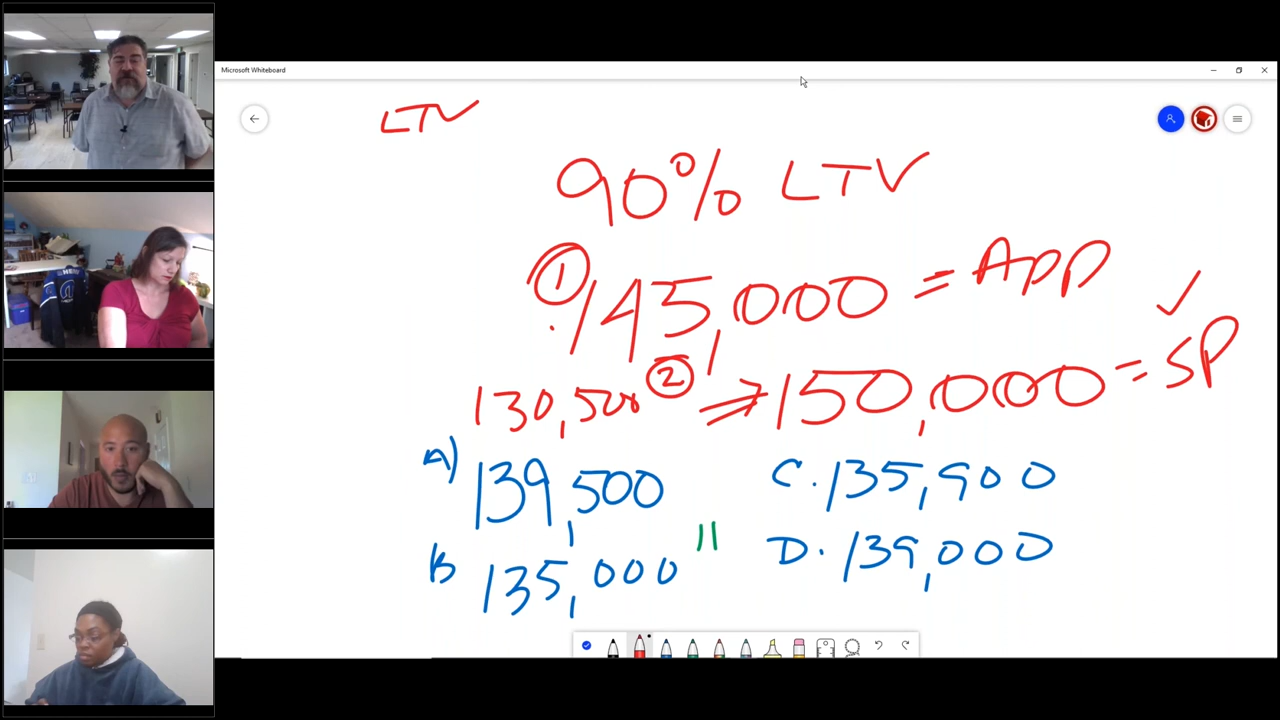 Microsoft Whiteboard
LTV
90% LTV
① 145,000 = APP
130,500 ② ⇒ 150,000 = SP ✓
A) 139,500
C. 135,900
B 135,000
D. 139,000